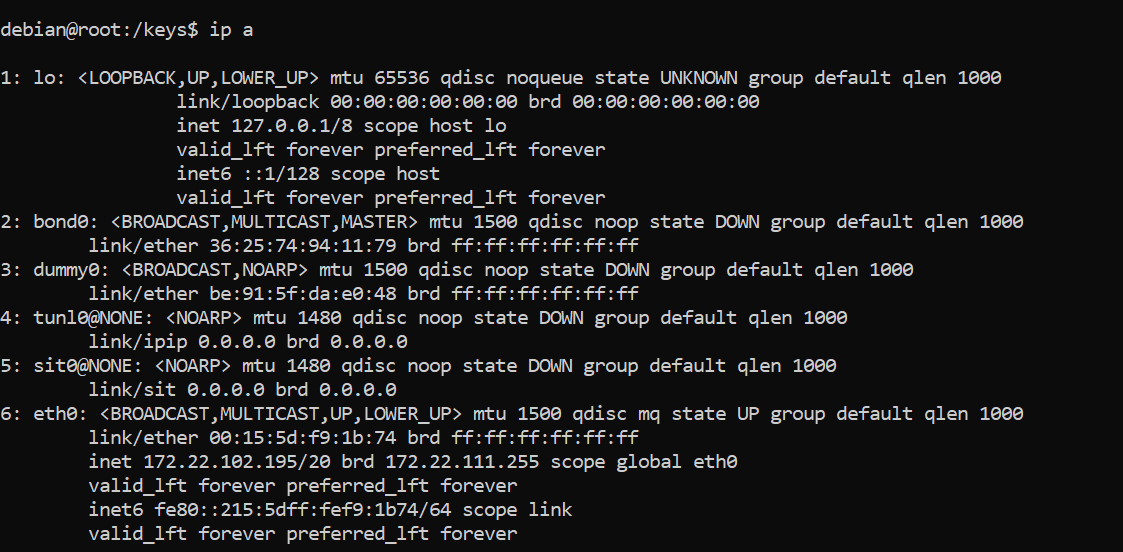 debian@root:/keys$ ip a
1: lo: <LOOPBACK,UP,LOWER_UP> mtu 65536 qdisc noqueue state UNKNOWN group default qlen 1000
link/loopback 00:00:00:00:00:00 brd 00:00:00:00:00:00
inet 127.0.0.1/8 scope host lo
valid_lft forever preferred_lft forever
inet6 ::1/128 scope host
valid_lft forever preferred_lft forever
2: bond0: <BROADCAST,MULTICAST,MASTER> mtu 1500 qdisc noop state DOWN group default qlen 1000
link/ether 36:25:74:94:11:79 brd ff:ff:ff:ff:ff:ff
3: dummy0: <BROADCAST,NOARP> mtu 1500 qdisc noop state DOWN group default qlen 1000
link/ether be:91:5f:da:e0:48 brd ff:ff:ff:ff:ff:ff
4: tunl0@NONE: <NOARP> mtu 1480 qdisc noop state DOWN group default qlen 1000
link/ipip 0.0.0.0 brd 0.0.0.0
5: sit0@NONE: <NOARP> mtu 1480 qdisc noop state DOWN group default qlen 1000
link/sit 0.0.0.0 brd 0.0.0.0
6: eth0: <BROADCAST,MULTICAST,UP,LOWER_UP> mtu 1500 qdisc mq state UP group default qlen 1000
link/ether 00:15:5d:f9:1b:74 brd ff:ff:ff:ff:ff:ff
inet 172.22.102.195/20 brd 172.22.111.255 scope global eth0
valid_lft forever preferred_lft forever
inet6 fe80::215:5dff:fef9:1b74/64 scope link
valid_lft forever preferred_lft forever